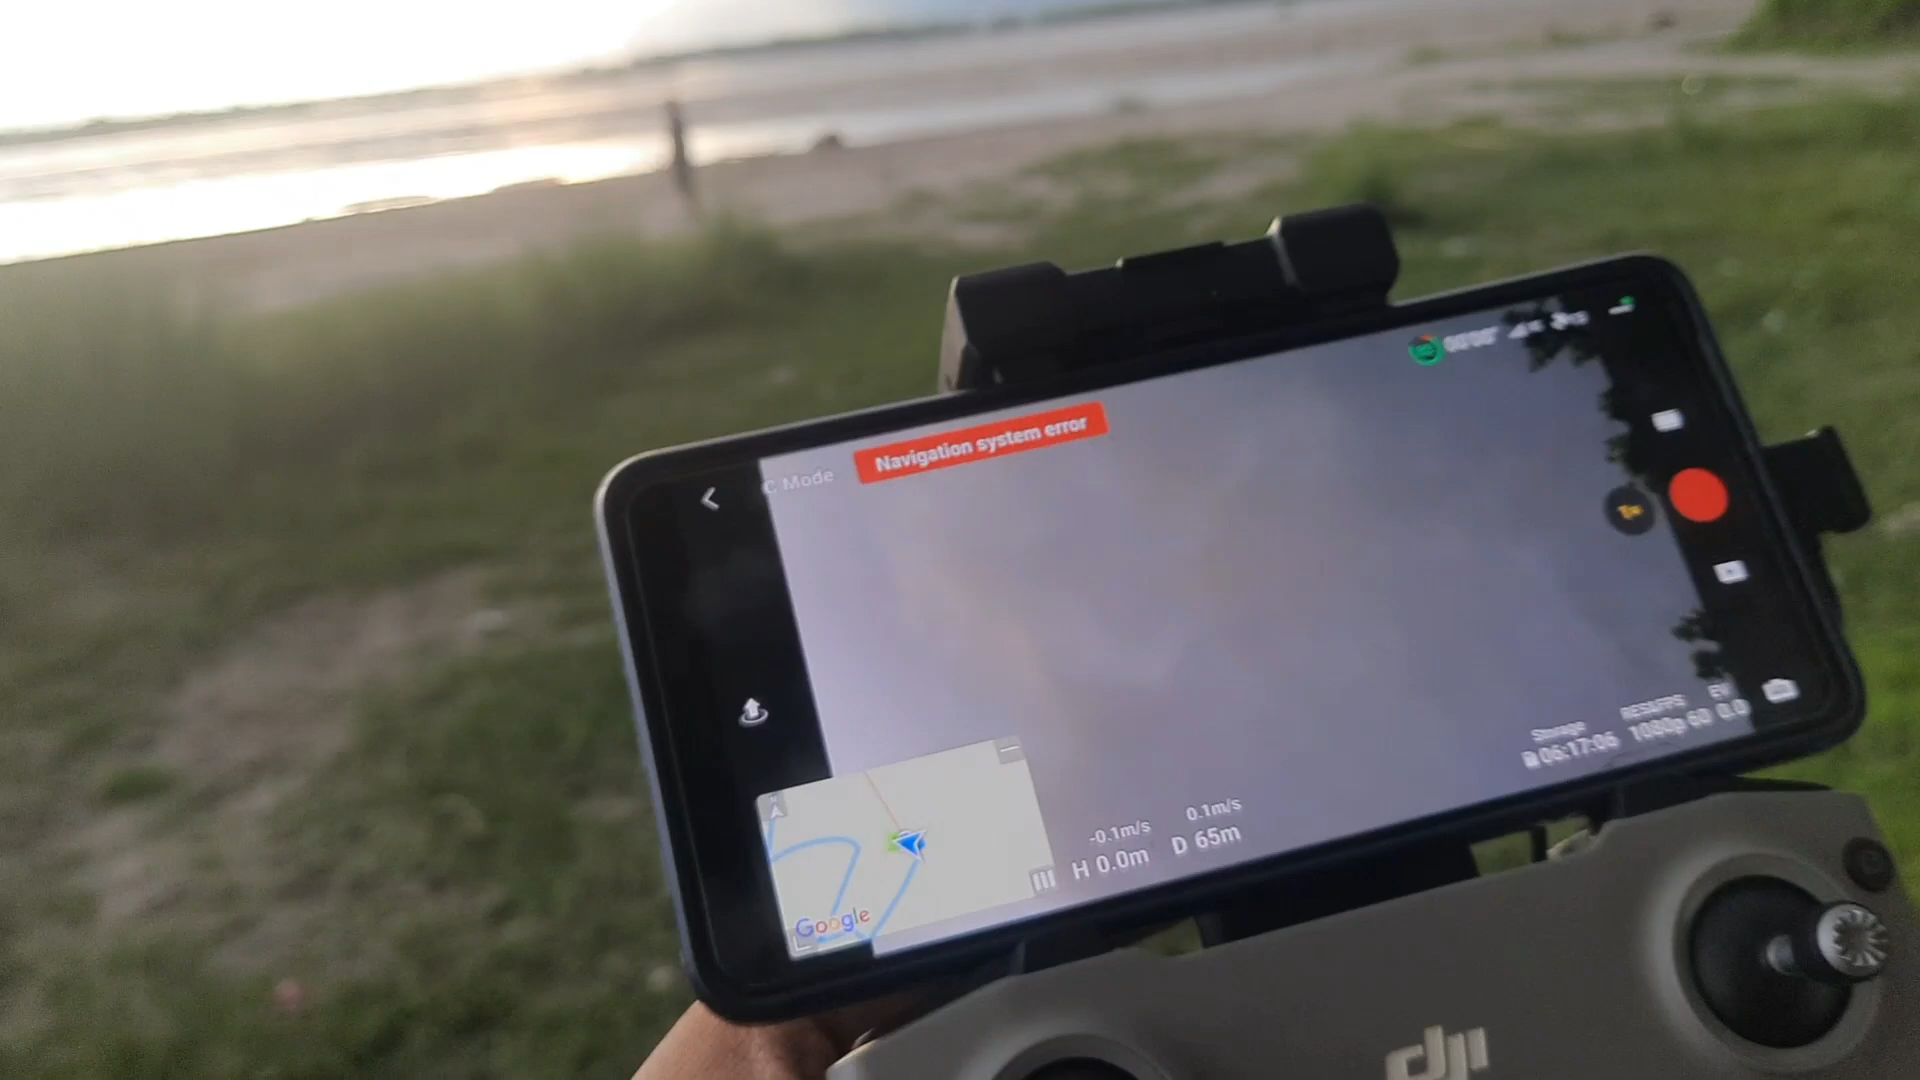 C Mode
Navigation system error
Storage
06:17:06
RES&FPS
1080p 60
EV
0.0
-0.1m/s
0.1m/s
H 0.0m
D 65m
N
Google
dji